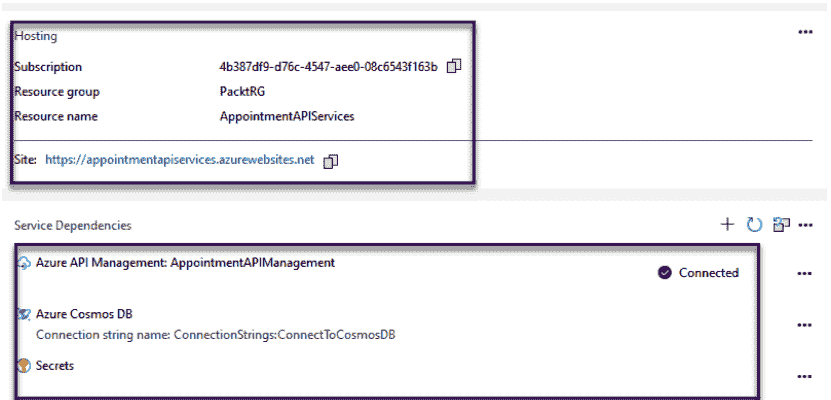 Hosting
Subscription 4b387df9-d76c-4547-aee0-08c6543f163b
Resource group PacktRG
Resource name AppointmentAPIServices
Site: https://appointmentapiservices.azurewebsites.net
Service Dependencies
Azure API Management: AppointmentAPIManagement Connected
Azure Cosmos DB
Connection string name: ConnectionStrings:ConnectToCosmosDB
Secrets